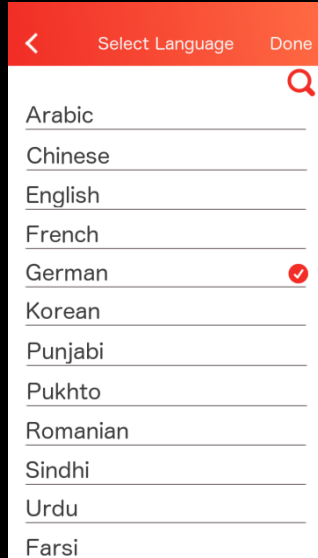 Select Language Done
Arabic
Chinese
English
French
German
Korean
Punjabi
Pukhto
Romanian
Sindhi
Urdu
Farsi